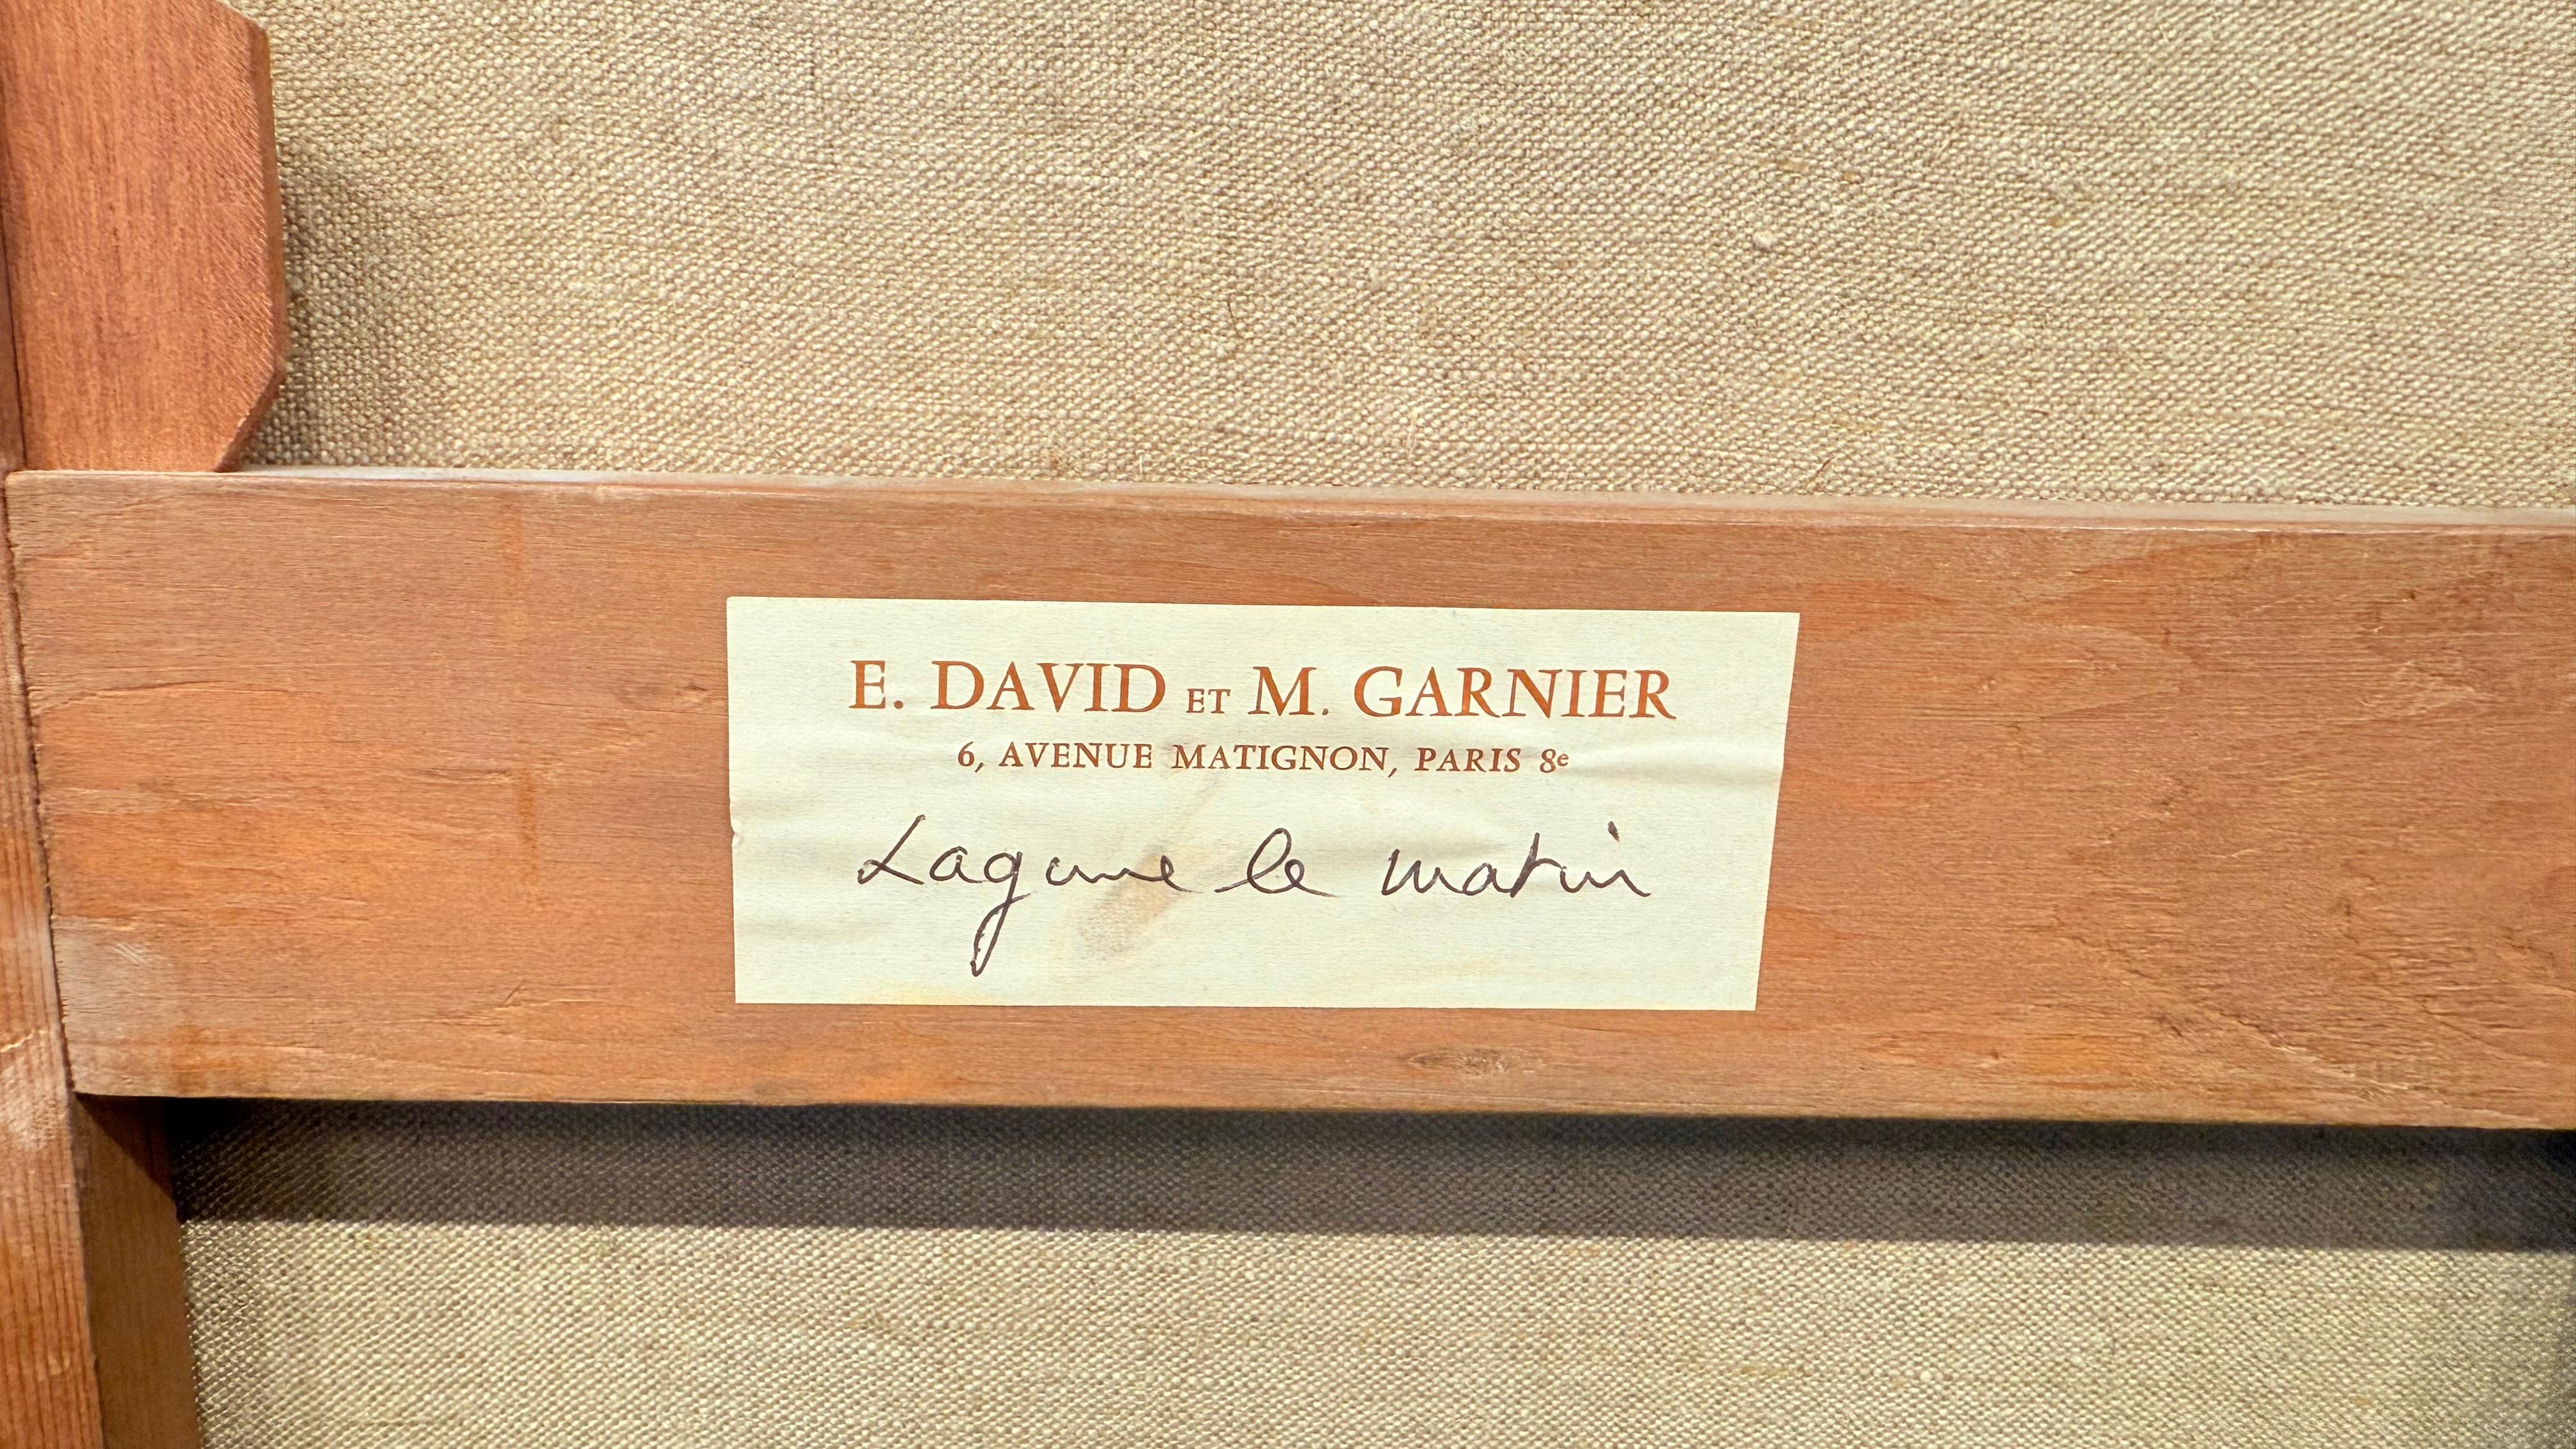 E. DAVID ET M. GARNIER
6, AVENUE MATIGNON, PARIS 8e
Lagune le matin